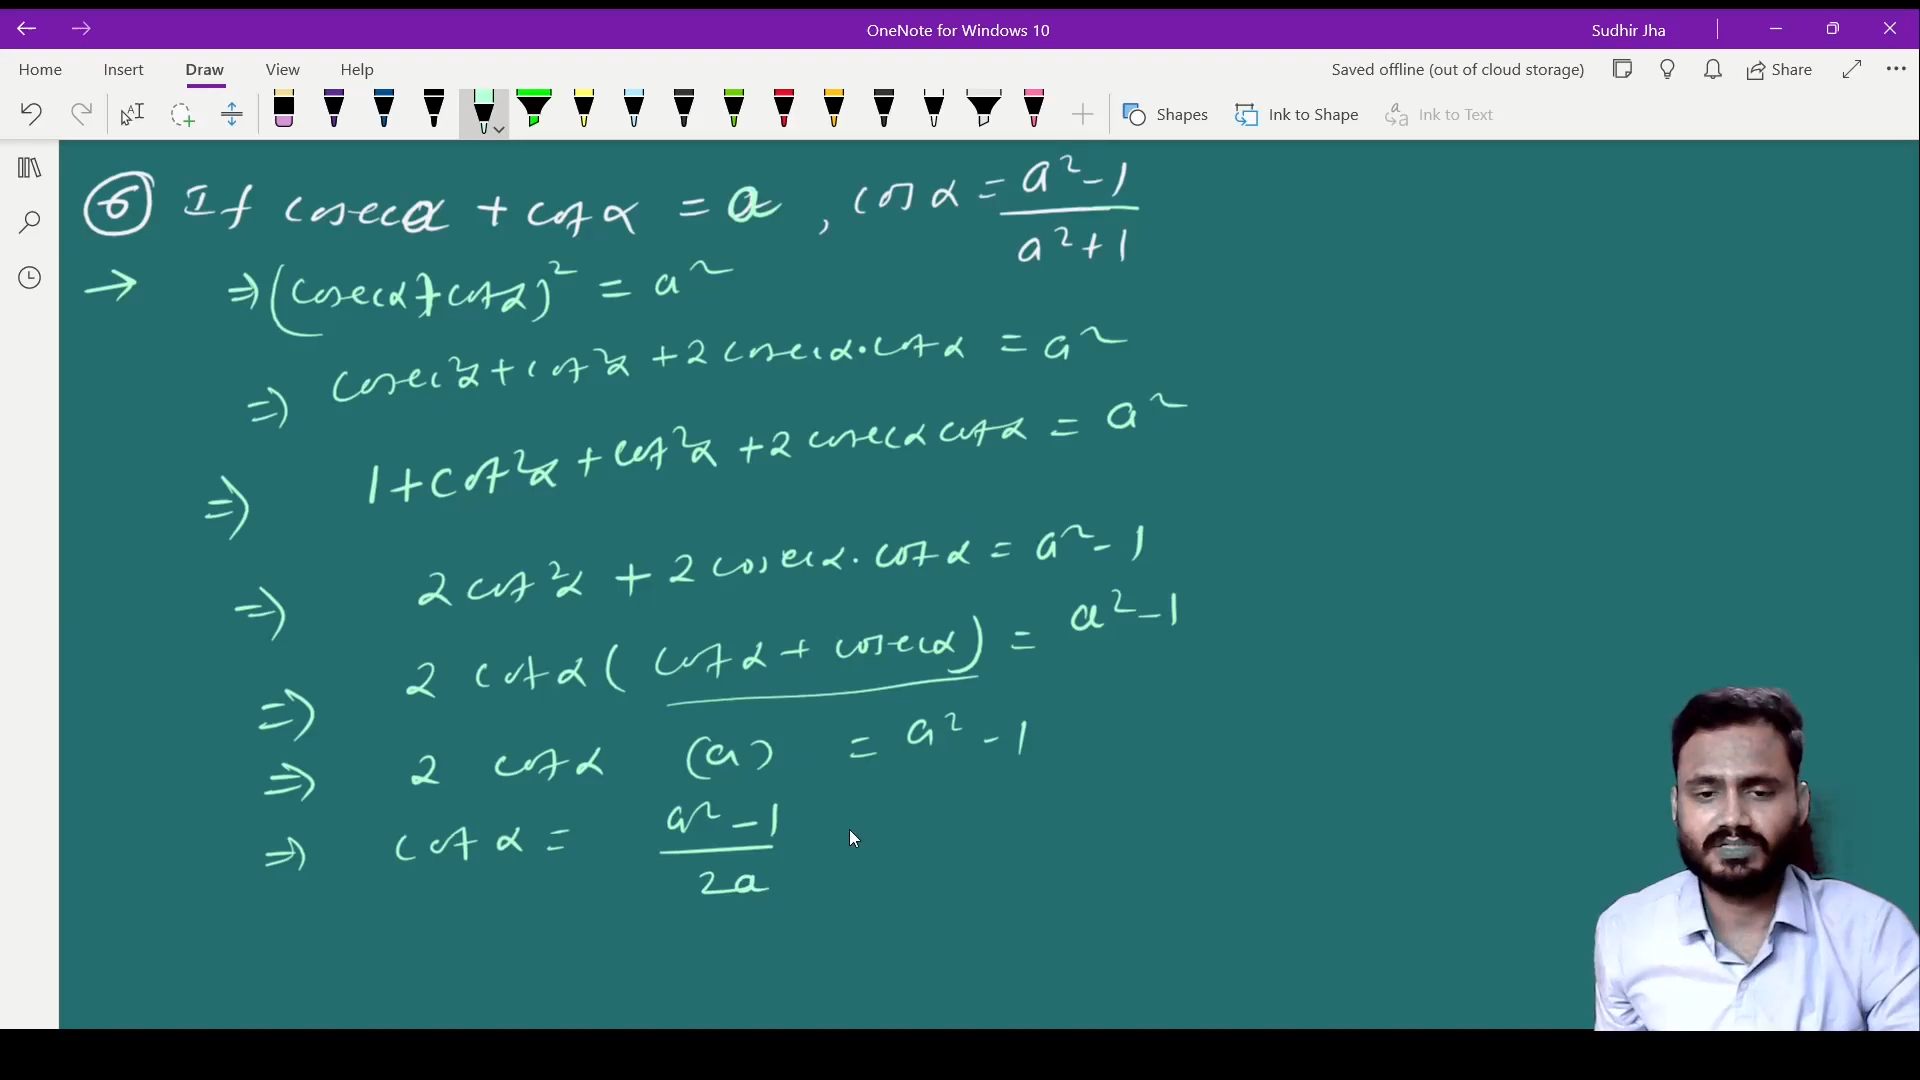 OneNote for Windows 10
Sudhir Jha
Home Insert Draw View Help
Saved offline (out of cloud storage)
Share
Shapes
Ink to Shape
Ink to Text
⑥ If cosecα + cotα = a , cosα = (a²-1)/(a²+1)
→ ⇒ (cosecα+cotα)² = a²
⇒ cosec²α + cot²α + 2cosecα.cotα = a²
⇒ 1+cot²α + cot²α + 2 cosecα cotα = a²
⇒ 2 cot²α + 2 cosecα. cotα = a²-1
⇒ 2 cotα ( cotα + cosecα) = a²-1
⇒ 2 cotα (a) = a²-1
⇒ cotα = (a²-1)/2a